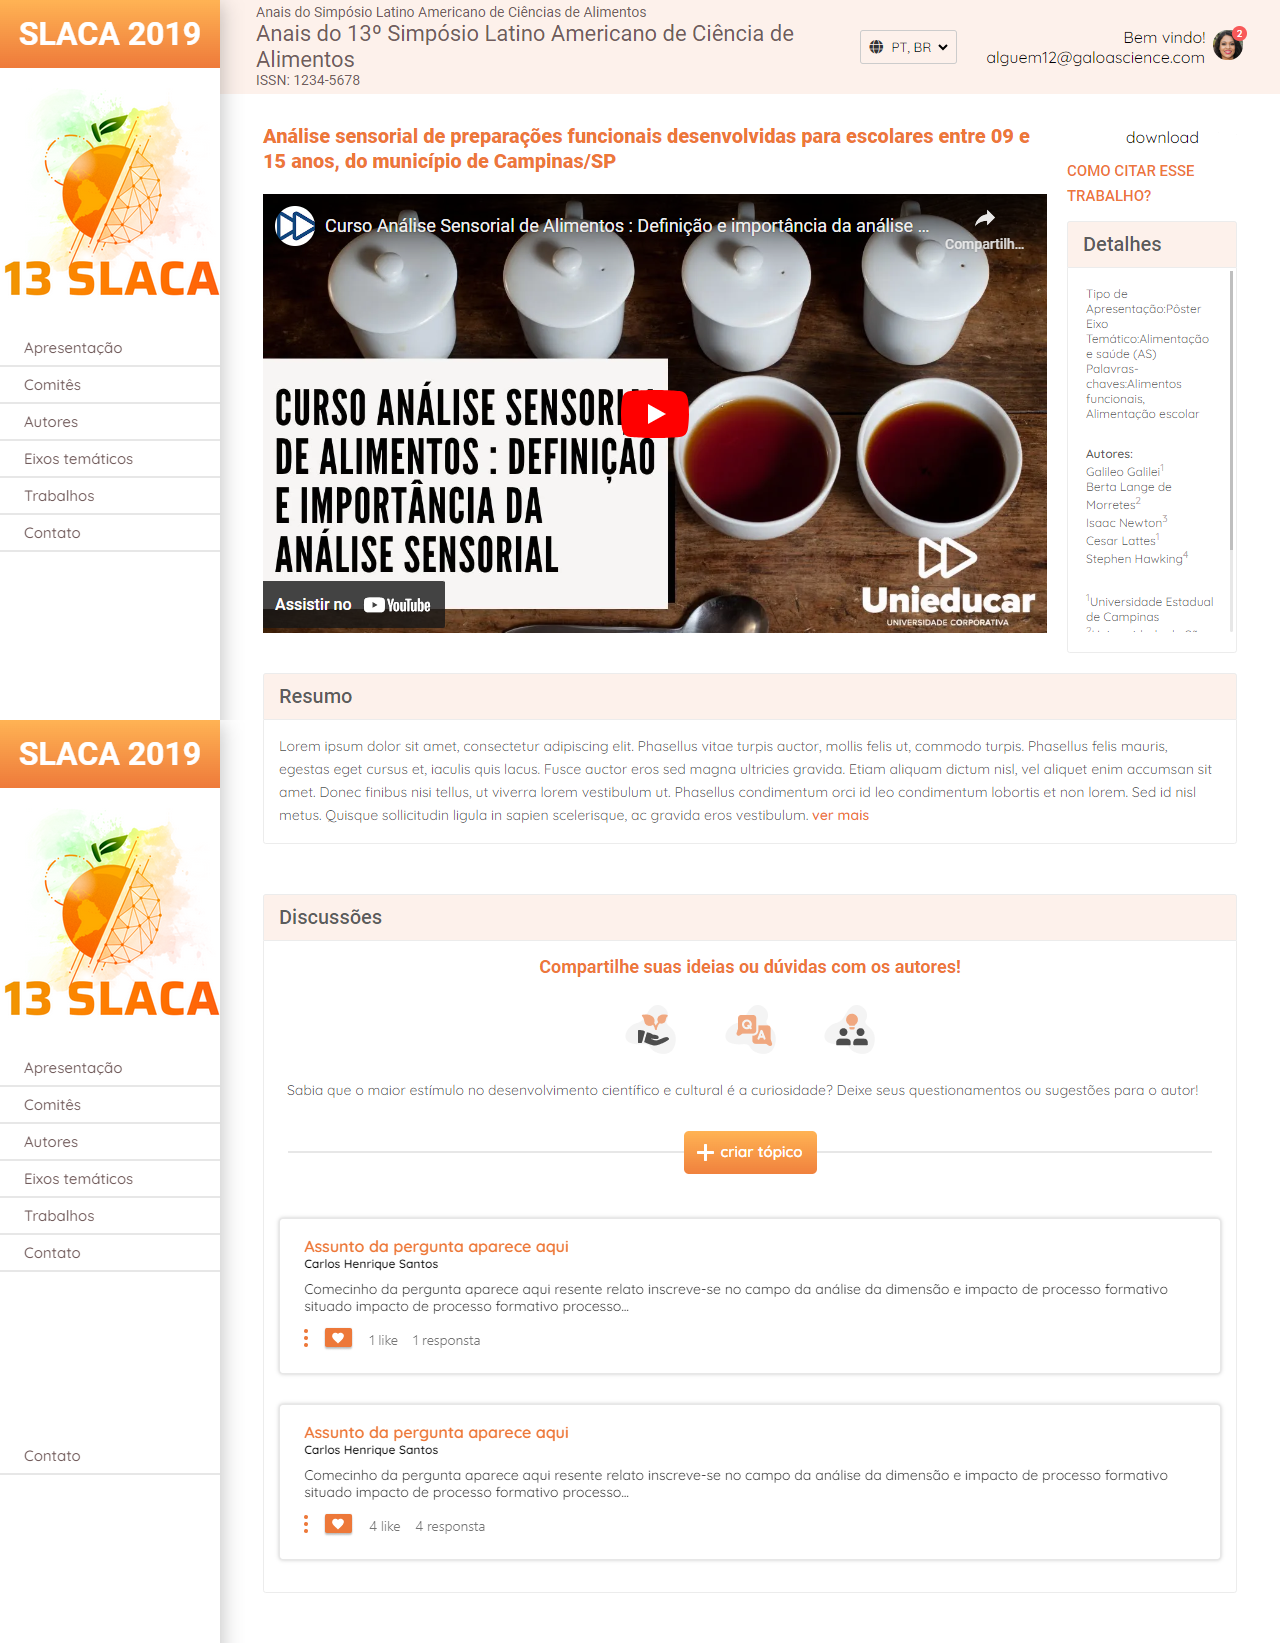 SLACA 2019
13 SLACA
Apresentação
Comitês
Autores
Eixos temáticos
Trabalhos
Contato
SLACA 2019
13 SLACA
Apresentação
Comitês
Autores
Eixos temáticos
Trabalhos
Contato
Contato
Anais do Simpósio Latino Americano de Ciências de Alimentos
Anais do 13º Simpósio Latino Americano de Ciência de
Alimentos
ISSN: 1234-5678
PT, BR
Bem vindo!
alguem12@galoascience.com
2
Análise sensorial de preparações funcionais desenvolvidas para escolares entre 09 e
15 anos, do município de Campinas/SP
Curso Análise Sensorial de Alimentos : Definição e importância da análise ...
Compartilh...
CURSO ANÁLISE SENSORI
DE ALIMENTOS : DEFINIÇÃO
E IMPORTÂNCIA DA
ANÁLISE SENSORIAL
Assistir no YouTube
Unieducar
UNIVERSIDADE CORPORATIVA
download
COMO CITAR ESSE
TRABALHO?
Detalhes
Tipo de
Apresentação:Pôster
Eixo
Temático:Alimentação
e saúde (AS)
Palavras-
chaves:Alimentos
funcionais,
Alimentação escolar
Autores:
Galileo Galilei1
Berta Lange de
Morretes2
Isaac Newton3
Cesar Lattes1
Stephen Hawking4
1Universidade Estadual
de Campinas
Resumo
Lorem ipsum dolor sit amet, consectetur adipiscing elit. Phasellus vitae turpis auctor, mollis felis ut, commodo turpis. Phasellus felis mauris,
egestas eget cursus et, iaculis quis lacus. Fusce auctor eros sed magna ultricies gravida. Etiam aliquam dictum nisl, vel aliquet enim accumsan sit
amet. Donec finibus nisi tellus, ut viverra lorem vestibulum ut. Phasellus condimentum orci id leo condimentum lobortis et non lorem. Sed id nisl
metus. Quisque sollicitudin ligula in sapien scelerisque, ac gravida eros vestibulum. ver mais
Discussões
Compartilhe suas ideias ou dúvidas com os autores!
Q
A
Sabia que o maior estímulo no desenvolvimento científico e cultural é a curiosidade? Deixe seus questionamentos ou sugestões para o autor!
criar tópico
Assunto da pergunta aparece aqui
Carlos Henrique Santos
Comecinho da pergunta aparece aqui resente relato inscreve-se no campo da análise da dimensão e impacto de processo formativo
situado impacto de processo formativo processo...
1 like 1 responsta
Assunto da pergunta aparece aqui
Carlos Henrique Santos
Comecinho da pergunta aparece aqui resente relato inscreve-se no campo da análise da dimensão e impacto de processo formativo
situado impacto de processo formativo processo...
4 like 4 responsta